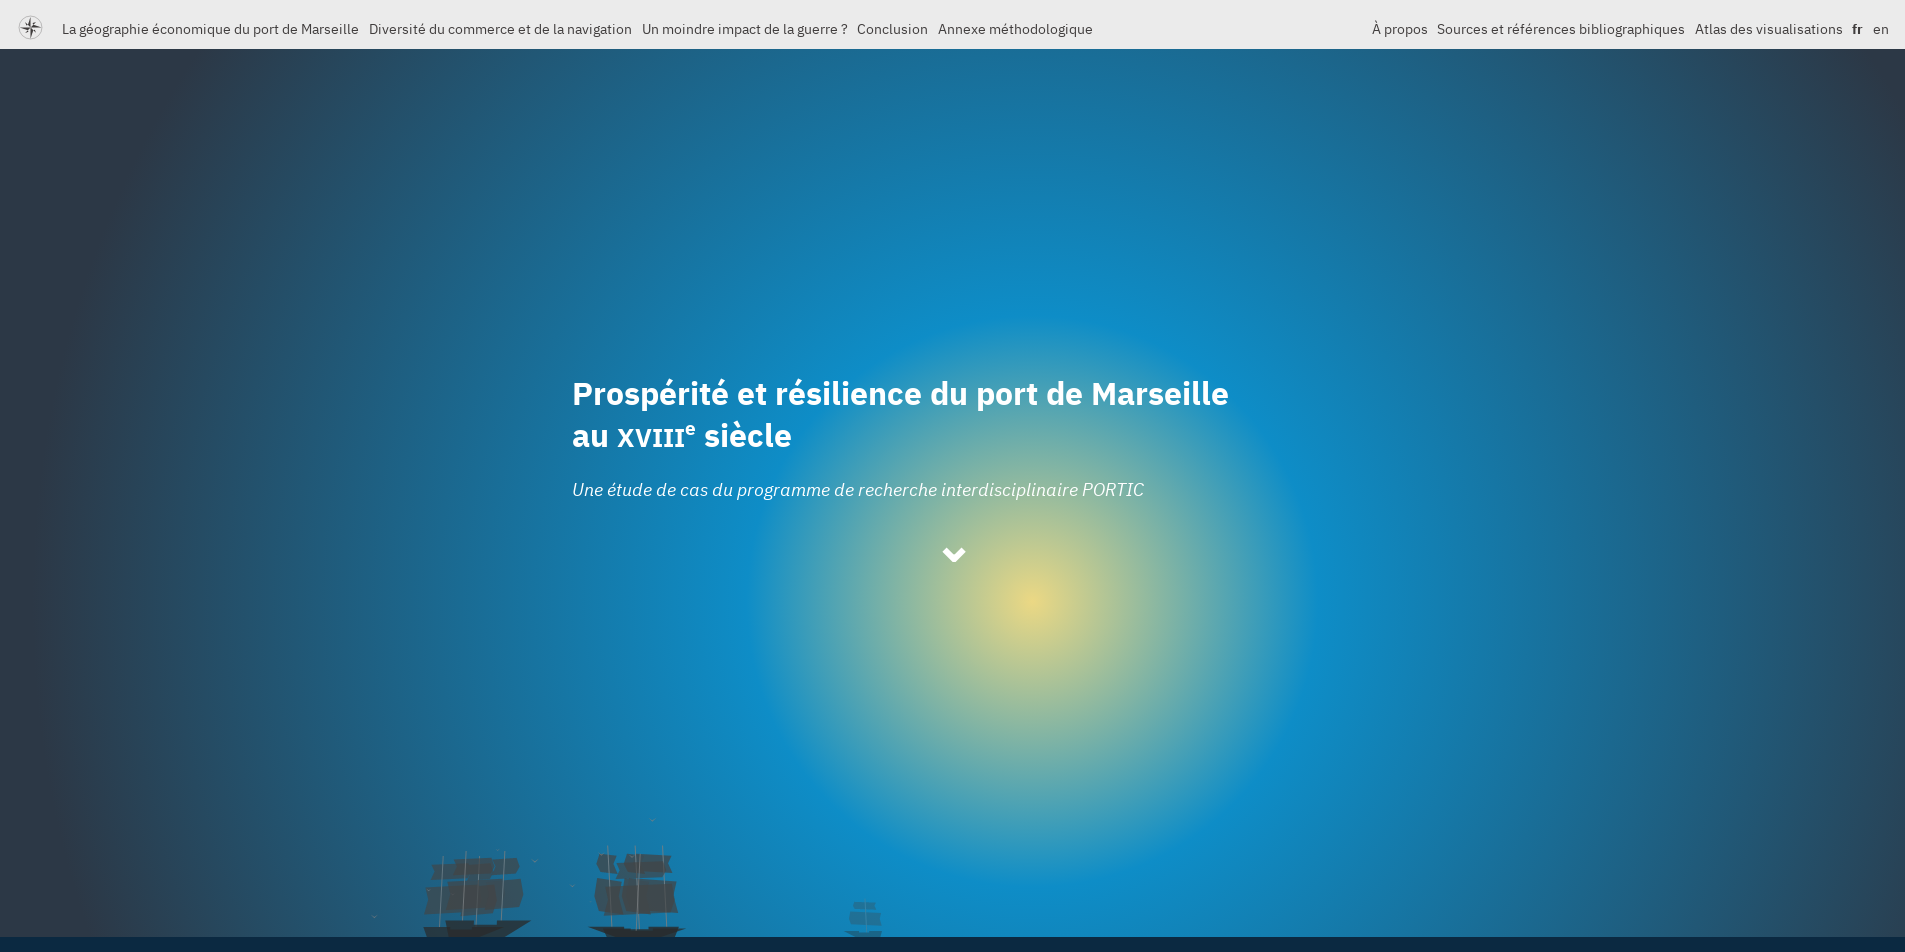 La géographie économique du port de Marseille Diversité du commerce et de la navigation Un moindre impact de la guerre ? Conclusion Annexe méthodologique À propos Sources et références bibliographiques Atlas des visualisations fr en
Prospérité et résilience du port de Marseille
au XVIIIe siècle
Une étude de cas du programme de recherche interdisciplinaire PORTIC